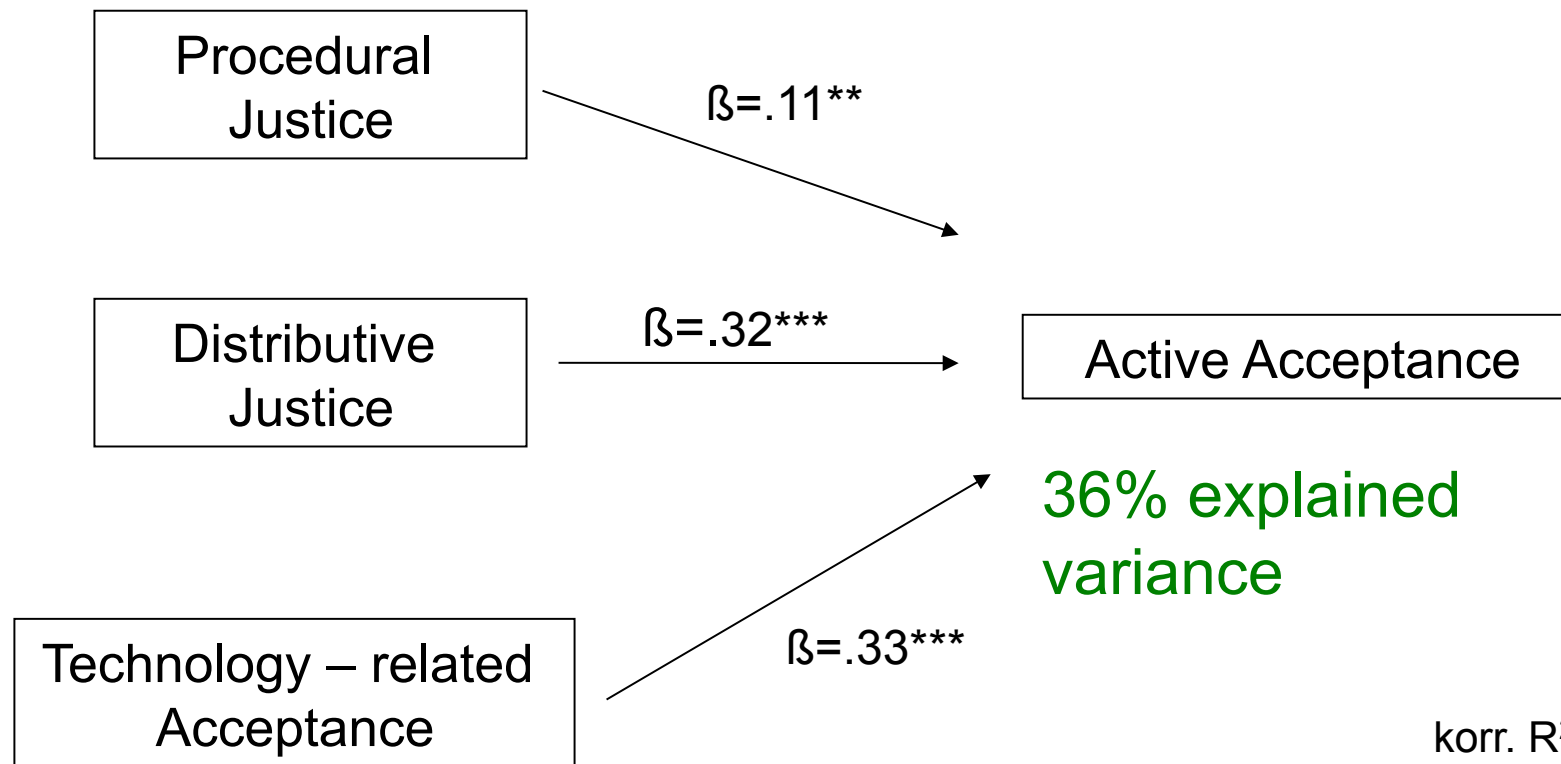 Procedural
Justice
ß=.11**
Distributive
Justice
ß=.32***
Active Acceptance
36% explained
variance
Technology – related
Acceptance
ß=.33***
korr. R²